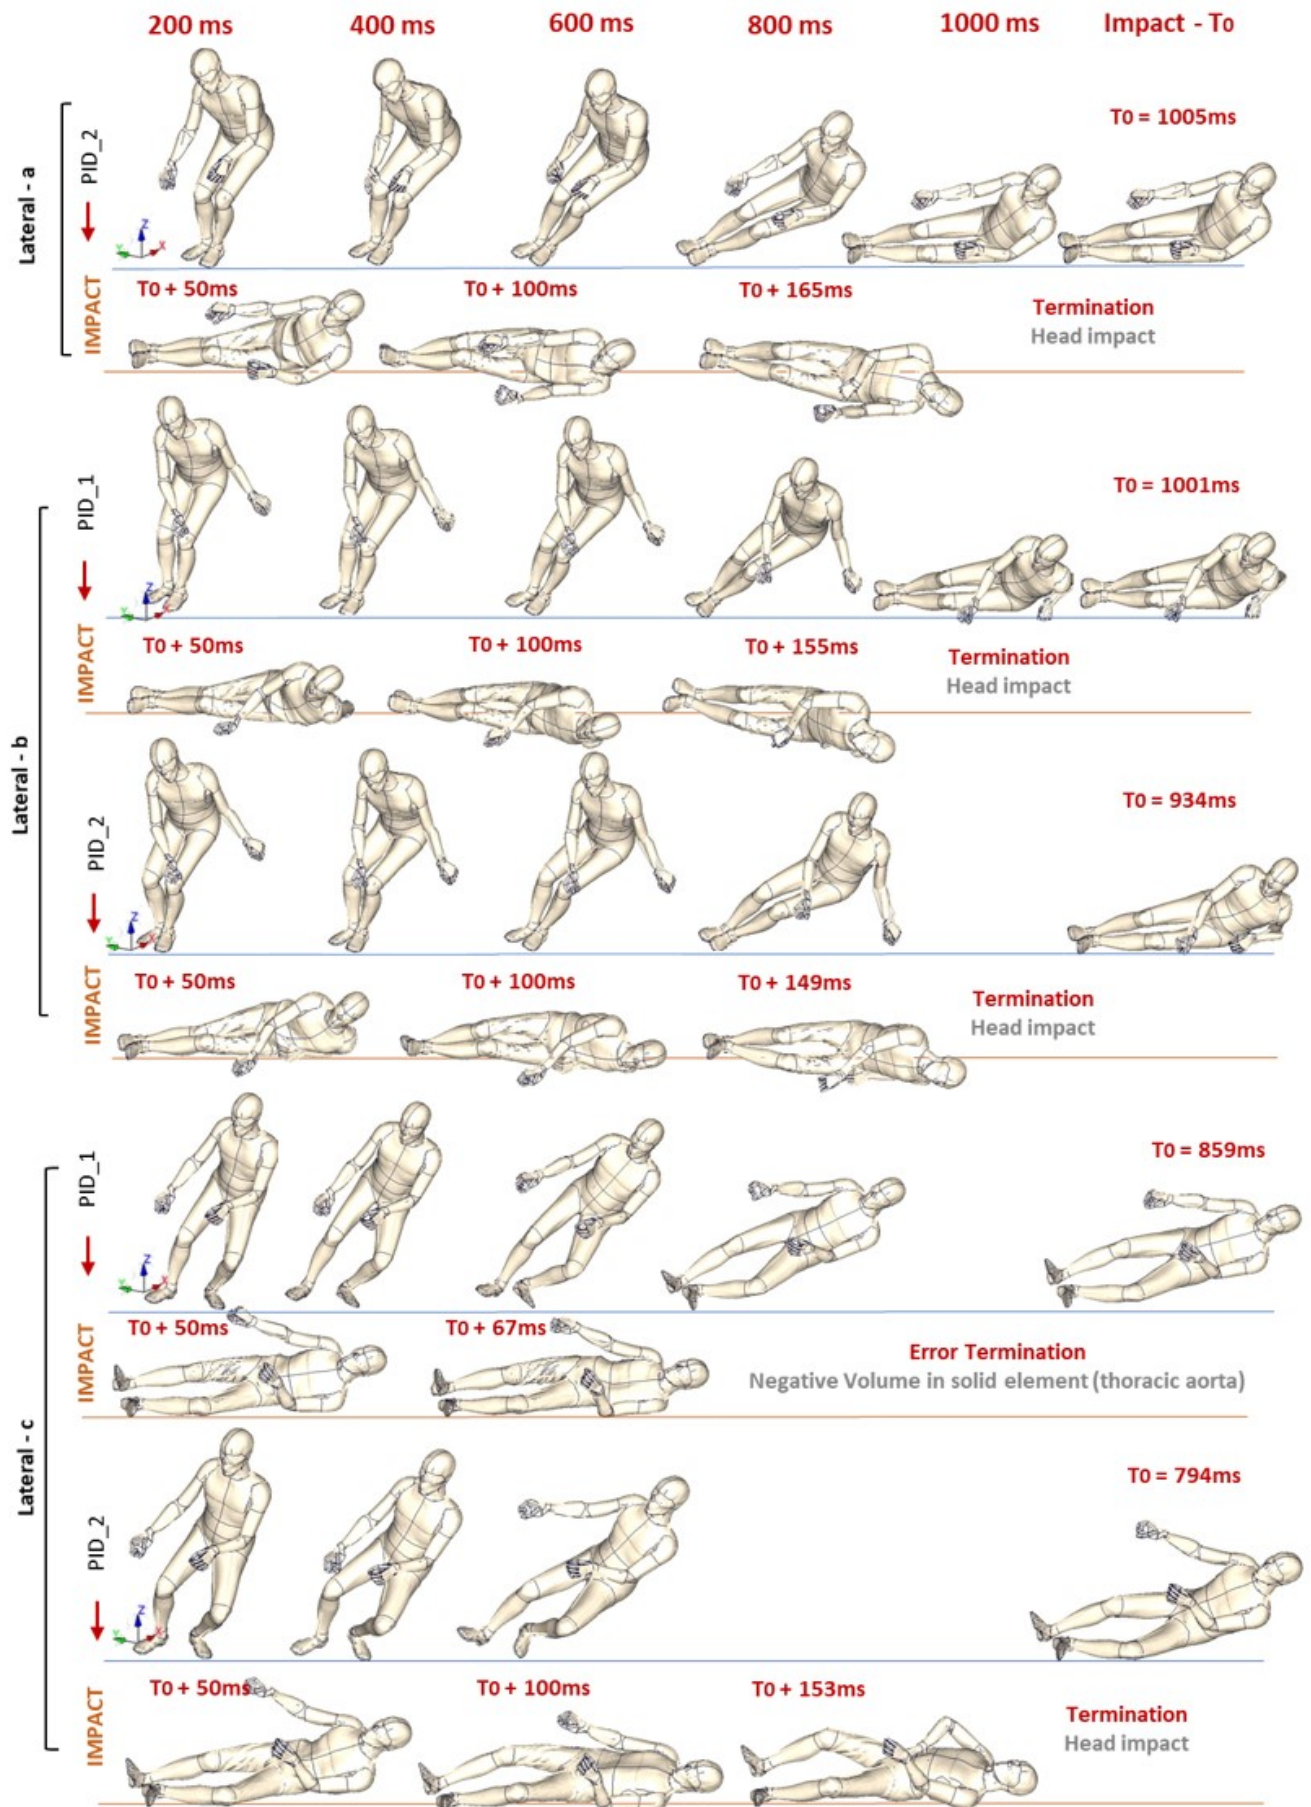 200 ms 400 ms 600 ms 800 ms 1000 ms Impact - T0
Lateral - a
PID_2
T0 = 1005ms
Z
Y
X
IMPACT
T0 + 50ms T0 + 100ms T0 + 165ms
Termination
Head impact
Lateral - b
PID_1
T0 = 1001ms
Z
Y
X
IMPACT
T0 + 50ms T0 + 100ms T0 + 155ms
Termination
Head impact
PID_2
T0 = 934ms
Z
Y
X
IMPACT
T0 + 50ms T0 + 100ms T0 + 149ms
Termination
Head impact
Lateral - c
PID_1
T0 = 859ms
Z
Y
X
IMPACT
T0 + 50ms T0 + 67ms
Error Termination
Negative Volume in solid element (thoracic aorta)
PID_2
T0 = 794ms
Z
Y
X
IMPACT
T0 + 50ms T0 + 100ms T0 + 153ms
Termination
Head impact